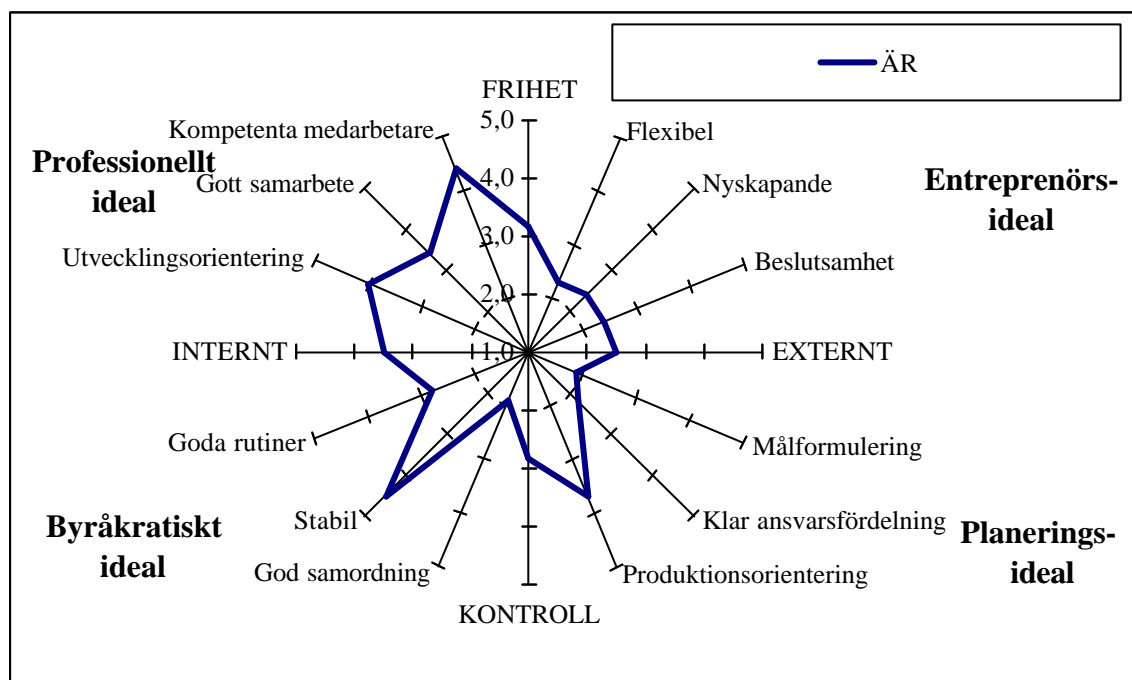 ÄR
FRIHET
5,0
Kompetenta medarbetare
Flexibel
Professionellt
ideal
4,0
Gott samarbete
Nyskapande
Entreprenörs-
ideal
3,0
Utvecklingsorientering
Beslutsamhet
2,0
INTERNT
1,0
EXTERNT
Goda rutiner
Målformulering
Stabil
Klar ansvarsfördelning
Byråkratiskt
ideal
Planerings-
ideal
God samordning
Produktionsorientering
KONTROLL